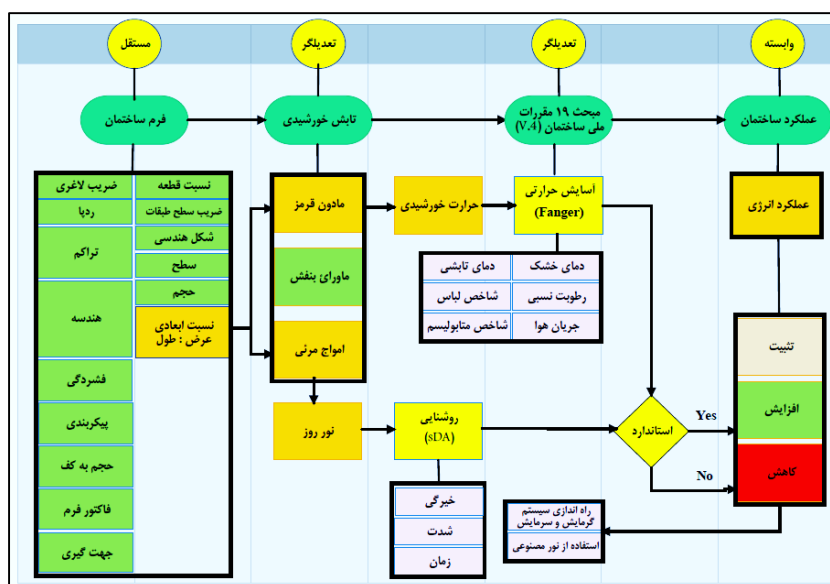 مستقل
تعدیلگر
تعدیلگر
وابسته
فرم ساختمان
تابش خورشیدی
مبحث ۱۹ مقررات
ملی ساختمان (V.4)
عملکرد ساختمان
ضریب لاغری
نسبت قطعه
ردپا
ضریب سطح طبقات
تراکم
شکل هندسی
سطح
هندسه
حجم
نسبت ابعادی
عرض : طول
فشردگی
پیکربندی
حجم به کف
فاکتور فرم
جهت گیری
مادون قرمز
ماورائ بنفش
امواج مرئی
نور روز
حرارت خورشیدی
آسایش حرارتی
(Fanger)
دمای تابشی
دمای خشک
شاخص لباس
رطوبت نسبی
شاخص متابولیسم
جریان هوا
روشنایی
(sDA)
خیرگی
شدت
زمان
استاندارد
Yes
No
عملکرد انرژی
تثبیت
افزایش
کاهش
راه اندازی سیستم
گرمایش و سرمایش
استفاده از نور مصنوعی